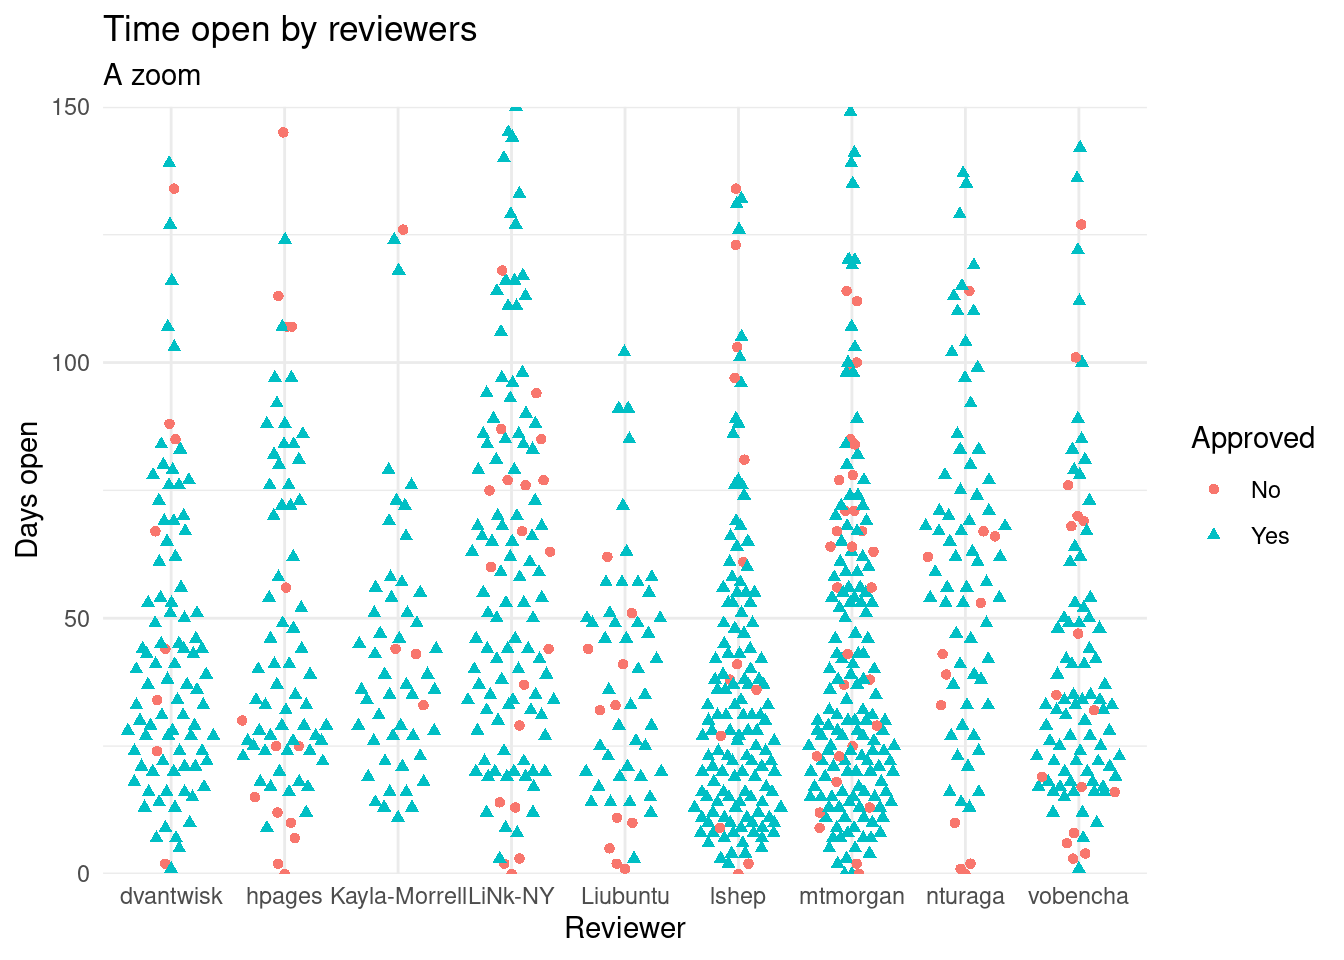 Time open by reviewers
A zoom
150
100
50
0
Days open
dvantwisk hpages Kayla-Morrell LiNk-NY Liubuntu lshep mtmorgan nturaga vobencha
Reviewer
Approved
No
Yes